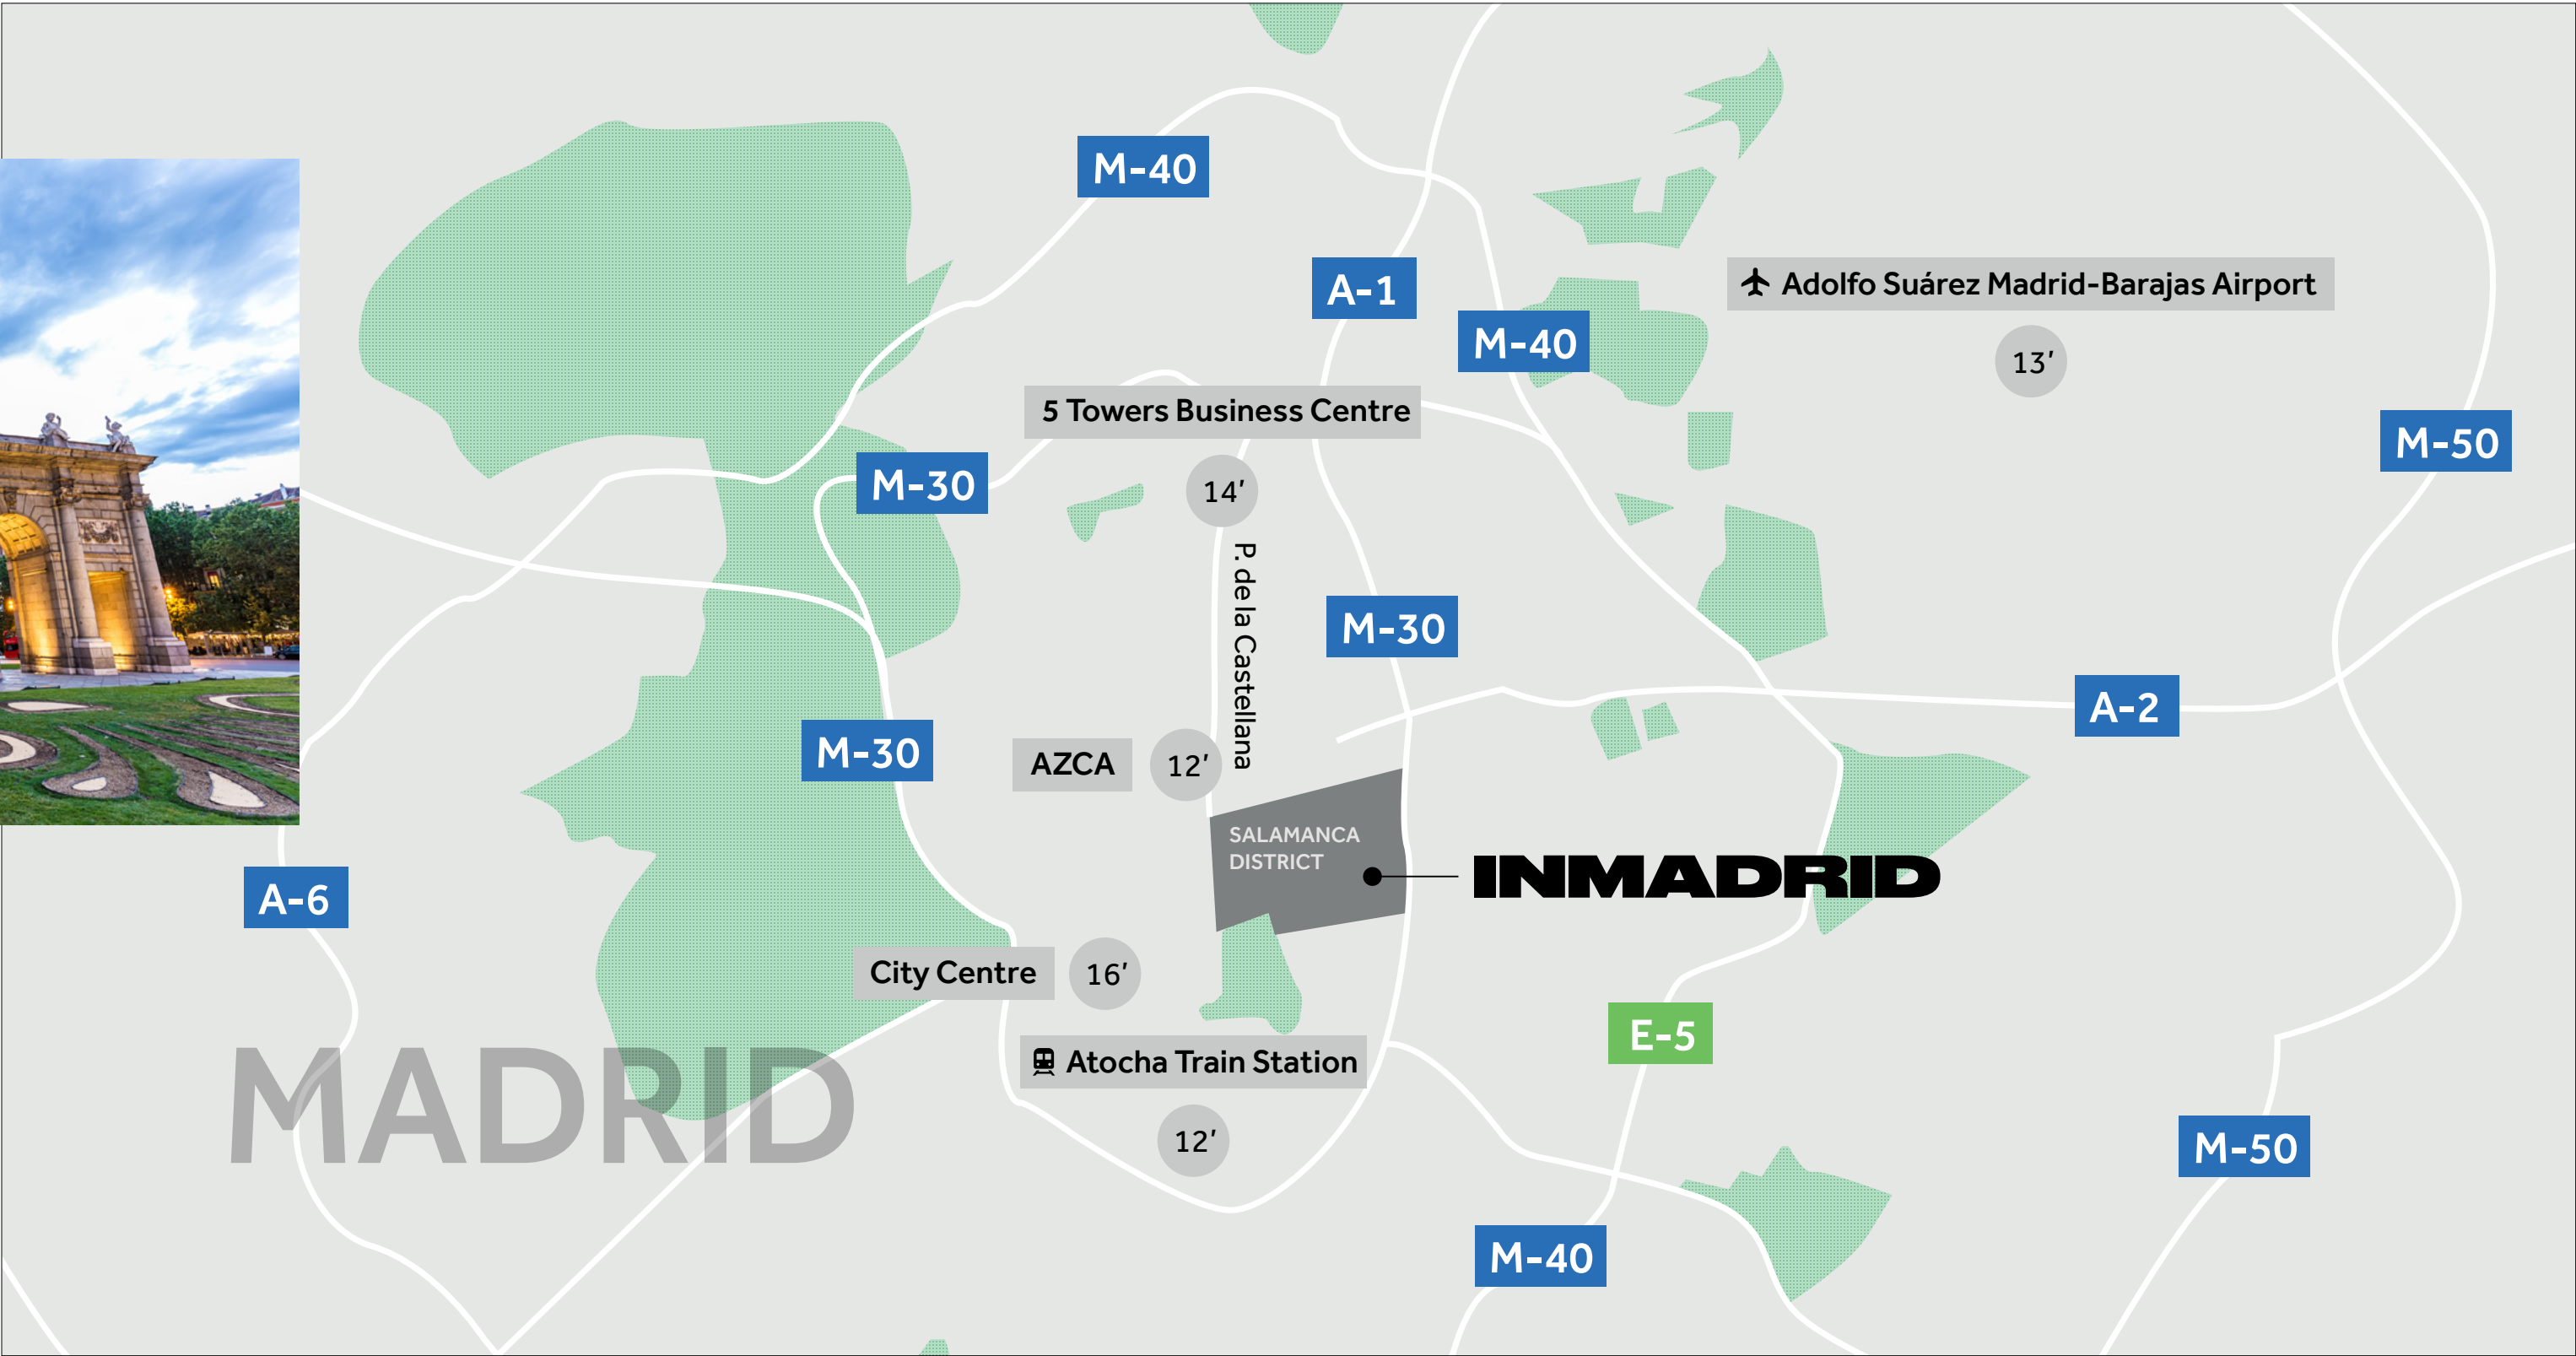 M-40
A-1
Adolfo Suárez Madrid-Barajas Airport
M-40
13’
5 Towers Business Centre
M-50
M-30
14’
P. de la Castellana
M-30
A-2
M-30
AZCA
12’
SALAMANCA
DISTRICT
INMADRID
A-6
City Centre
16’
E-5
Atocha Train Station
MADRID
12’
M-50
M-40